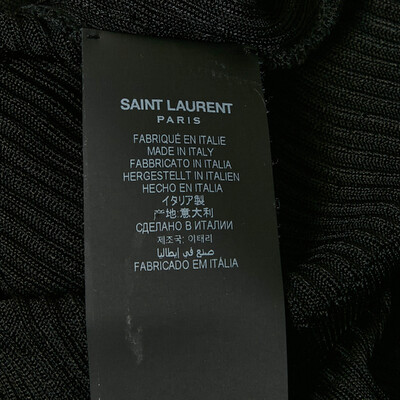 SAINT LAURENT
PARIS
FABRIQUÉ EN ITALIE
MADE IN ITALY
FABBRICATO IN ITALIA
HERGESTELLT IN ITALIEN
HECHO EN ITALIA
イタリア製
产地:意大利
СДЕЛАНО В ИТАЛИИ
제조국: 이태리
صنع في إيطاليا
FABRICADO EM ITÁLIA